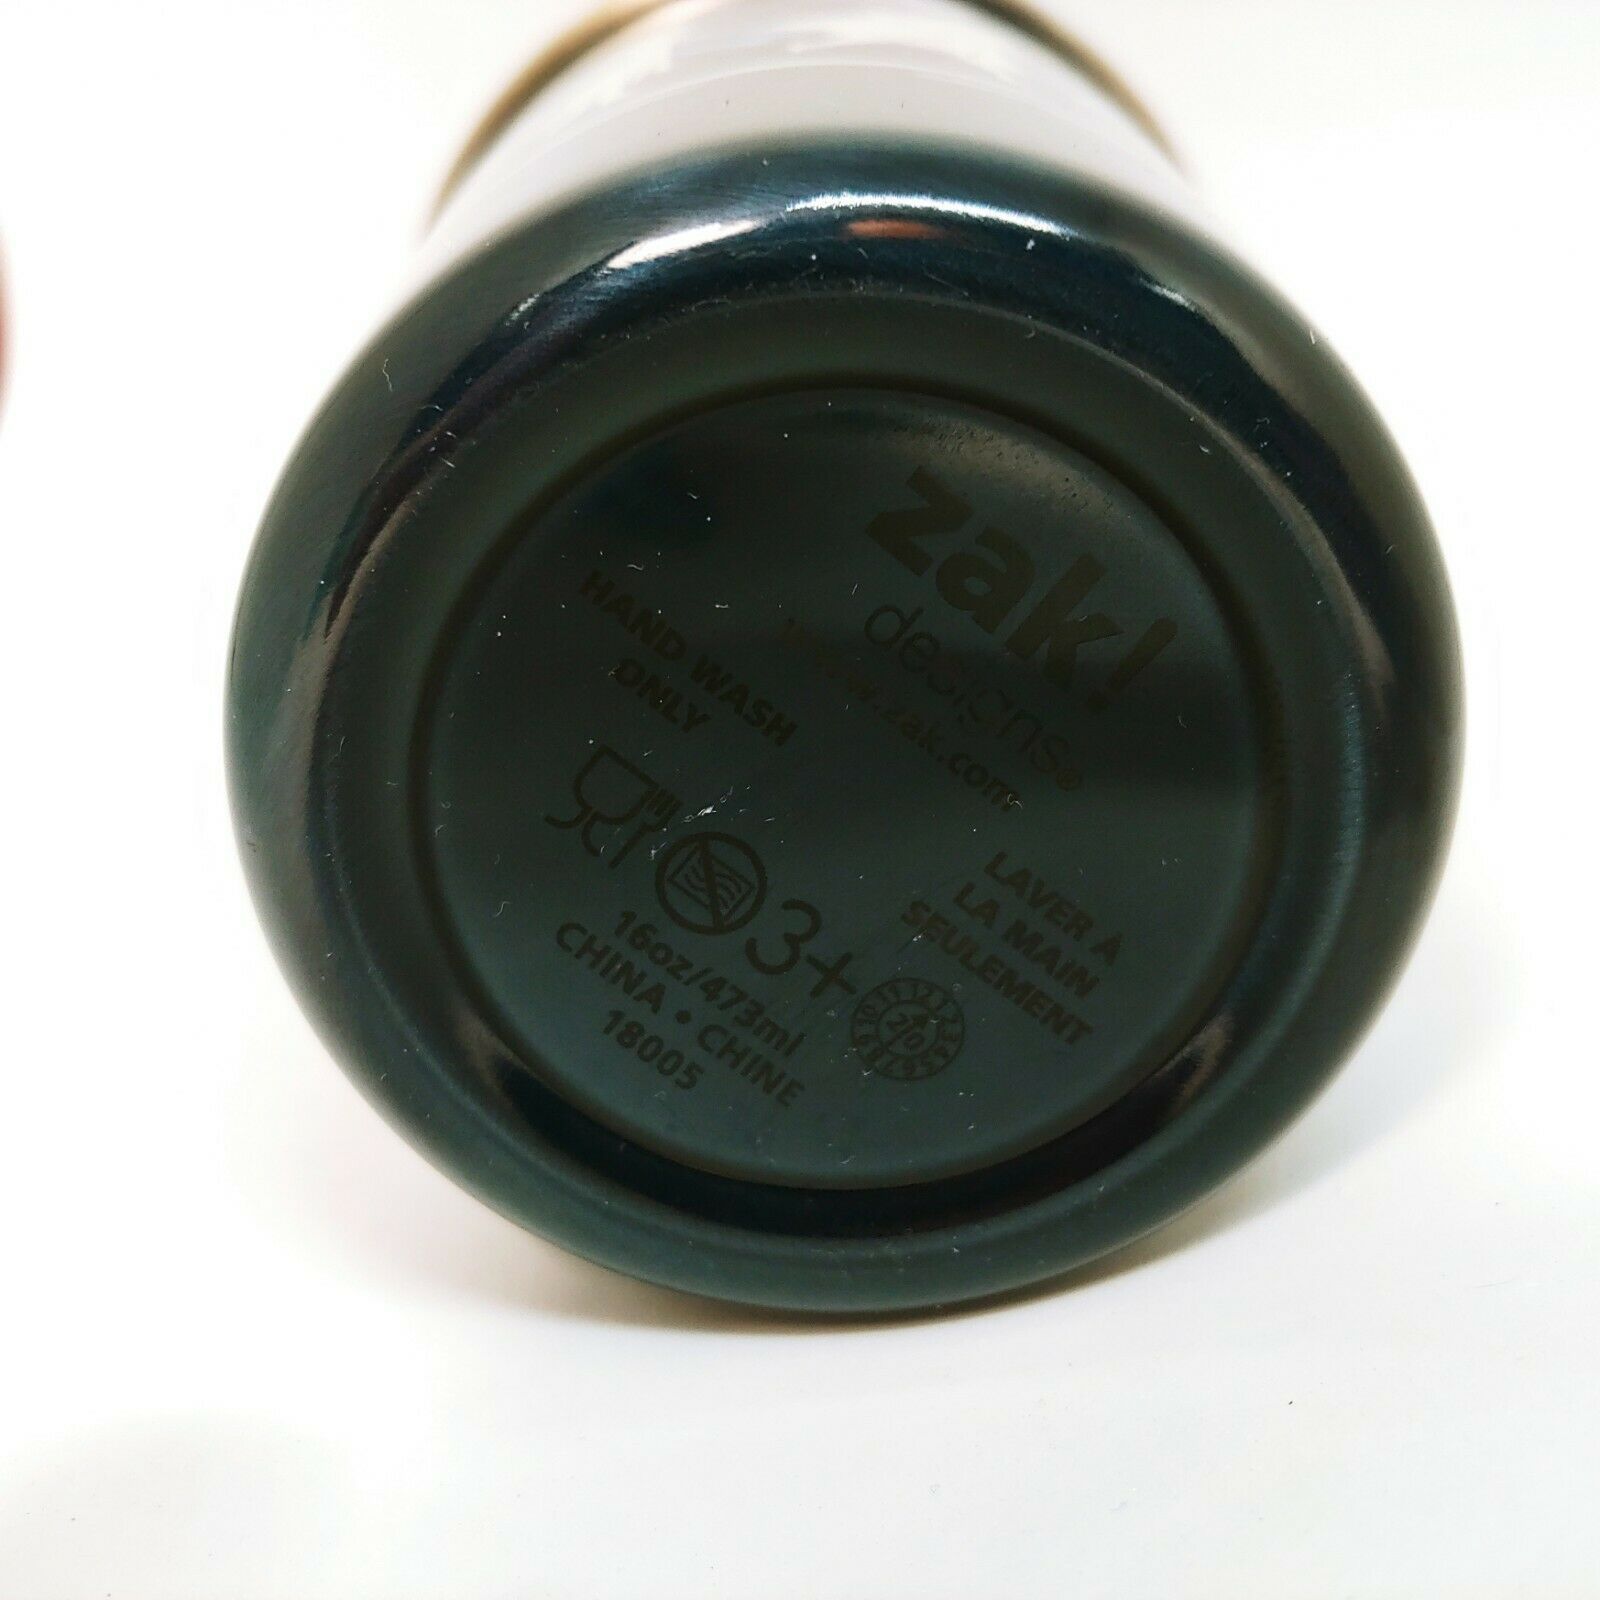 zak!
designs®
www.zak.com
HAND WASH
ONLY
LAVER À
LA MAIN
SEULEMENT
3+
16oz/473ml
CHINA • CHINE
18005